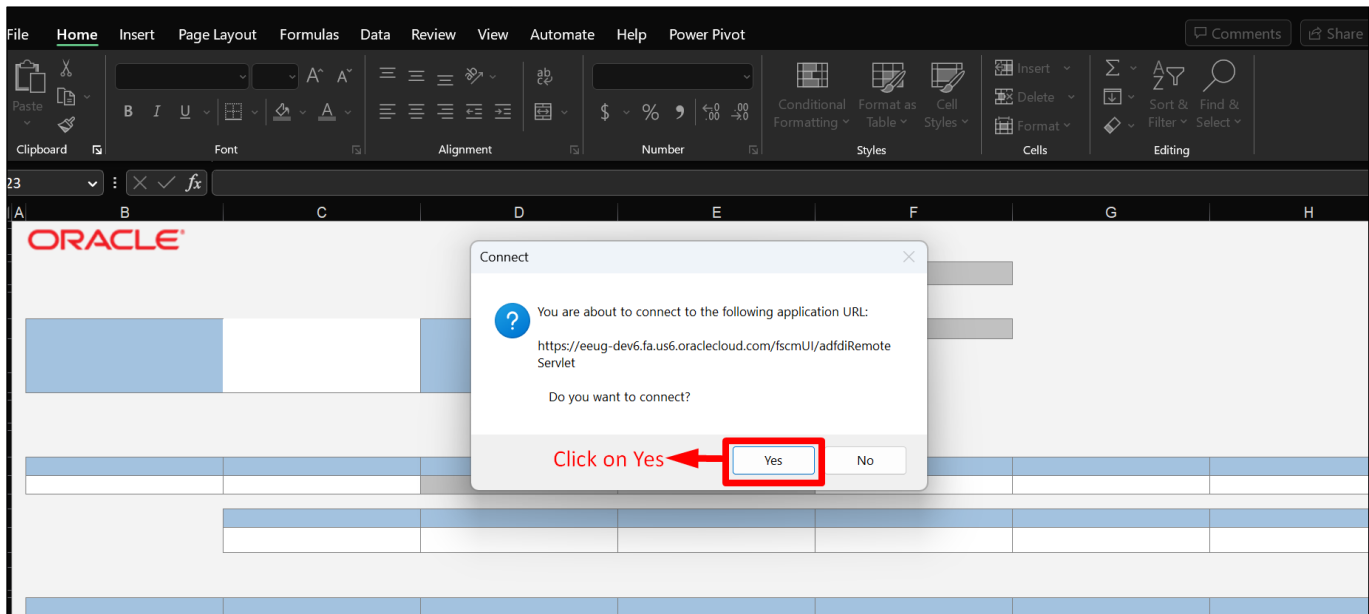 File Home Insert Page Layout Formulas Data Review View Automate Help Power Pivot Comments Share
Paste
B I U A A A
ab
$ % 9 .00
Conditional Formatting
Format as Table
Cell Styles
Insert
Delete
Format
Sort & Filter
Find & Select
Clipboard Font Alignment Number Styles Cells Editing
23 fx
A B C D E F G H
ORACLE
Connect
You are about to connect to the following application URL:
https://eeug-dev6.fa.us6.oraclecloud.com/fscmUI/adfdiRemote
Servlet
Do you want to connect?
Click on Yes
Yes No